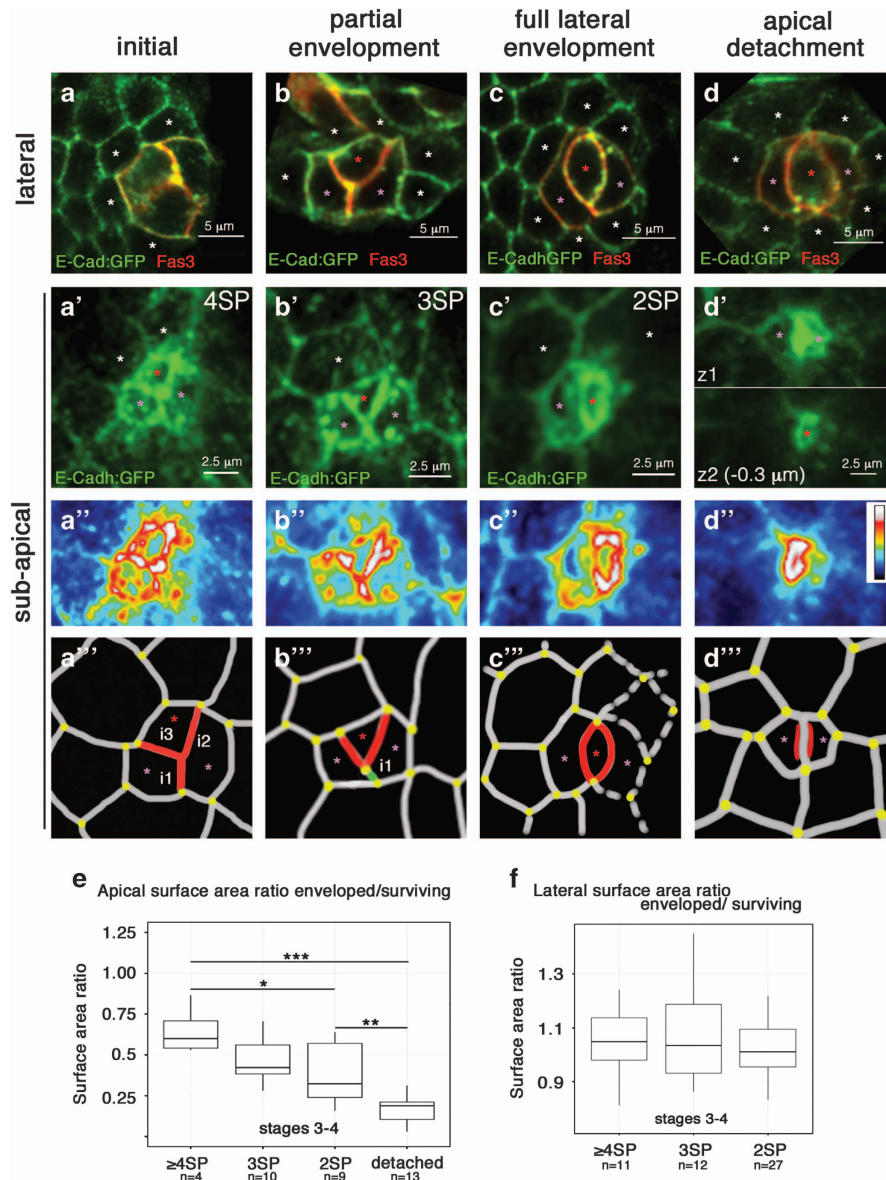 initial
partial
envelopment
full lateral
envelopment
apical
detachment
lateral
a
E-Cad:GFP Fas3
5 μm
b
E-Cad:GFP Fas3
5 μm
c
E-CadhGFP Fas3
5 μm
d
E-Cad:GFP Fas3
5 μm
sub-apical
a'
4SP
E-Cadh:GFP
2.5 μm
b'
3SP
E-Cadh:GFP
2.5 μm
c'
2SP
E-Cadh:GFP
2.5 μm
d'
z1
z2 (-0.3 μm)
2.5 μm
a''
b''
c''
d''
a'''
i3
i2
i1
b'''
i1
c'''
d'''
e
Apical surface area ratio enveloped/surviving
Surface area ratio
1.25
1.00
0.75
0.5
0.25
***
*
**
stages 3-4
≥4SP
3SP
2SP
detached
n=4
n=10
n=9
n=13
f
Lateral surface area ratio
enveloped/ surviving
Surface area ratio
1.3
1.1
0.9
stages 3-4
≥4SP
3SP
2SP
n=11
n=12
n=27